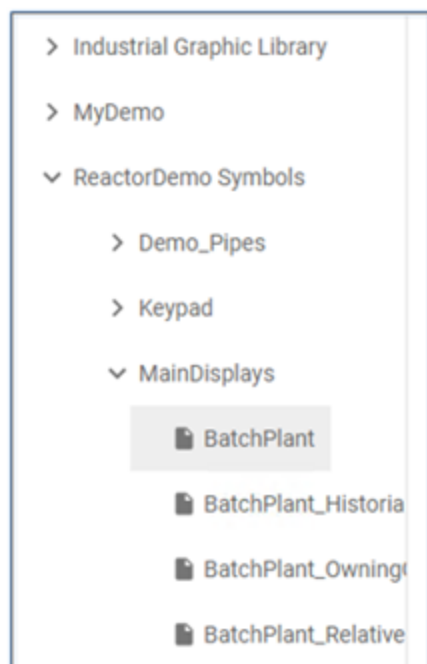 Industrial Graphic Library
MyDemo
ReactorDemo Symbols
Demo_Pipes
Keypad
MainDisplays
BatchPlant
BatchPlant_Historia
BatchPlant_Owning
BatchPlant_Relative